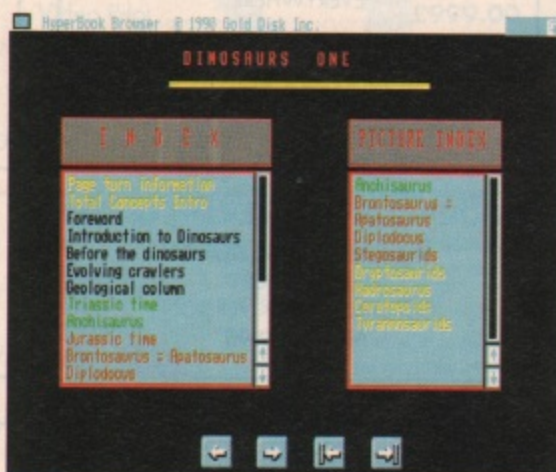 HyperBook Browser © 1990 Gold Disk Inc.
DINOSAURS ONE
INDEX
Page turn information
Total Concepts Intro
Foreword
Introduction to Dinosaurs
Before the dinosaurs
Evolving crawlers
Geological column
Triassic time
Anchisaurus
Jurassic time
Brontosaurus = Apatosaurus
Diplodocus
PICTURE INDEX
Anchisaurus
Brontosaurus =
Apatosaurus
Diplodocus
Stegosaurids
Dryptosaurids
Hadrosaurus
Ceratopsids
Tyrannosaurids